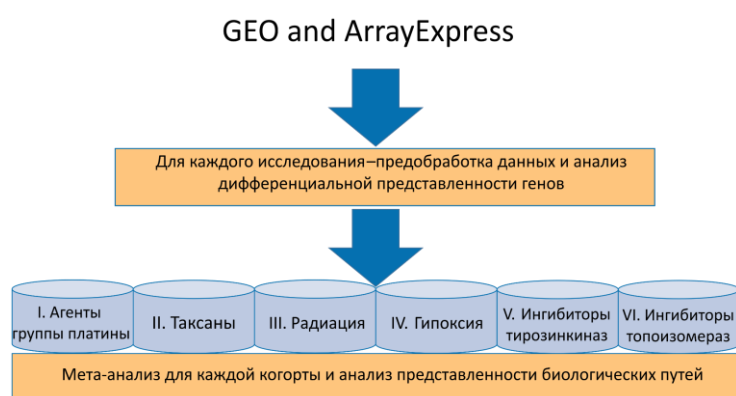 GEO and ArrayExpress
Для каждого исследования–предобработка данных и анализ
дифференциальной представленности генов
I. Агенты
группы платины
II. Таксаны
III. Радиация
IV. Гипоксия
V. Ингибиторы
тирозинкиназ
VI. Ингибиторы
топоизомераз
Мета-анализ для каждой когорты и анализ представленности биологических путей